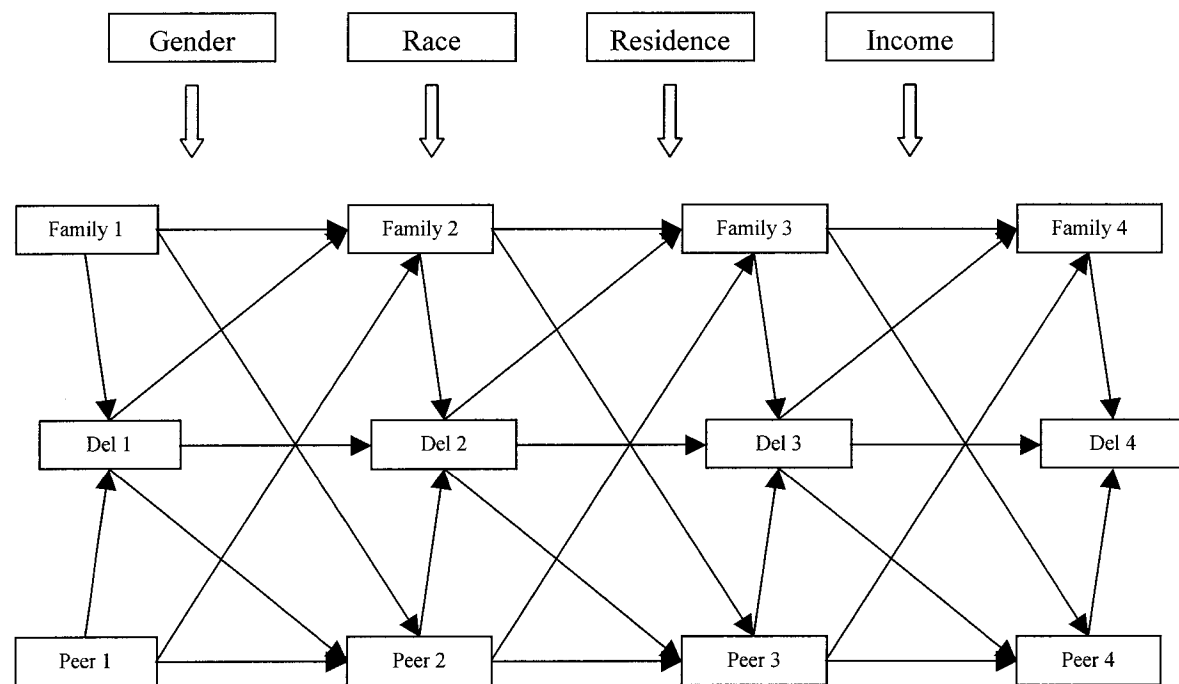 Gender Race Residence Income
Family 1 Family 2 Family 3 Family 4
Del 1 Del 2 Del 3 Del 4
Peer 1 Peer 2 Peer 3 Peer 4